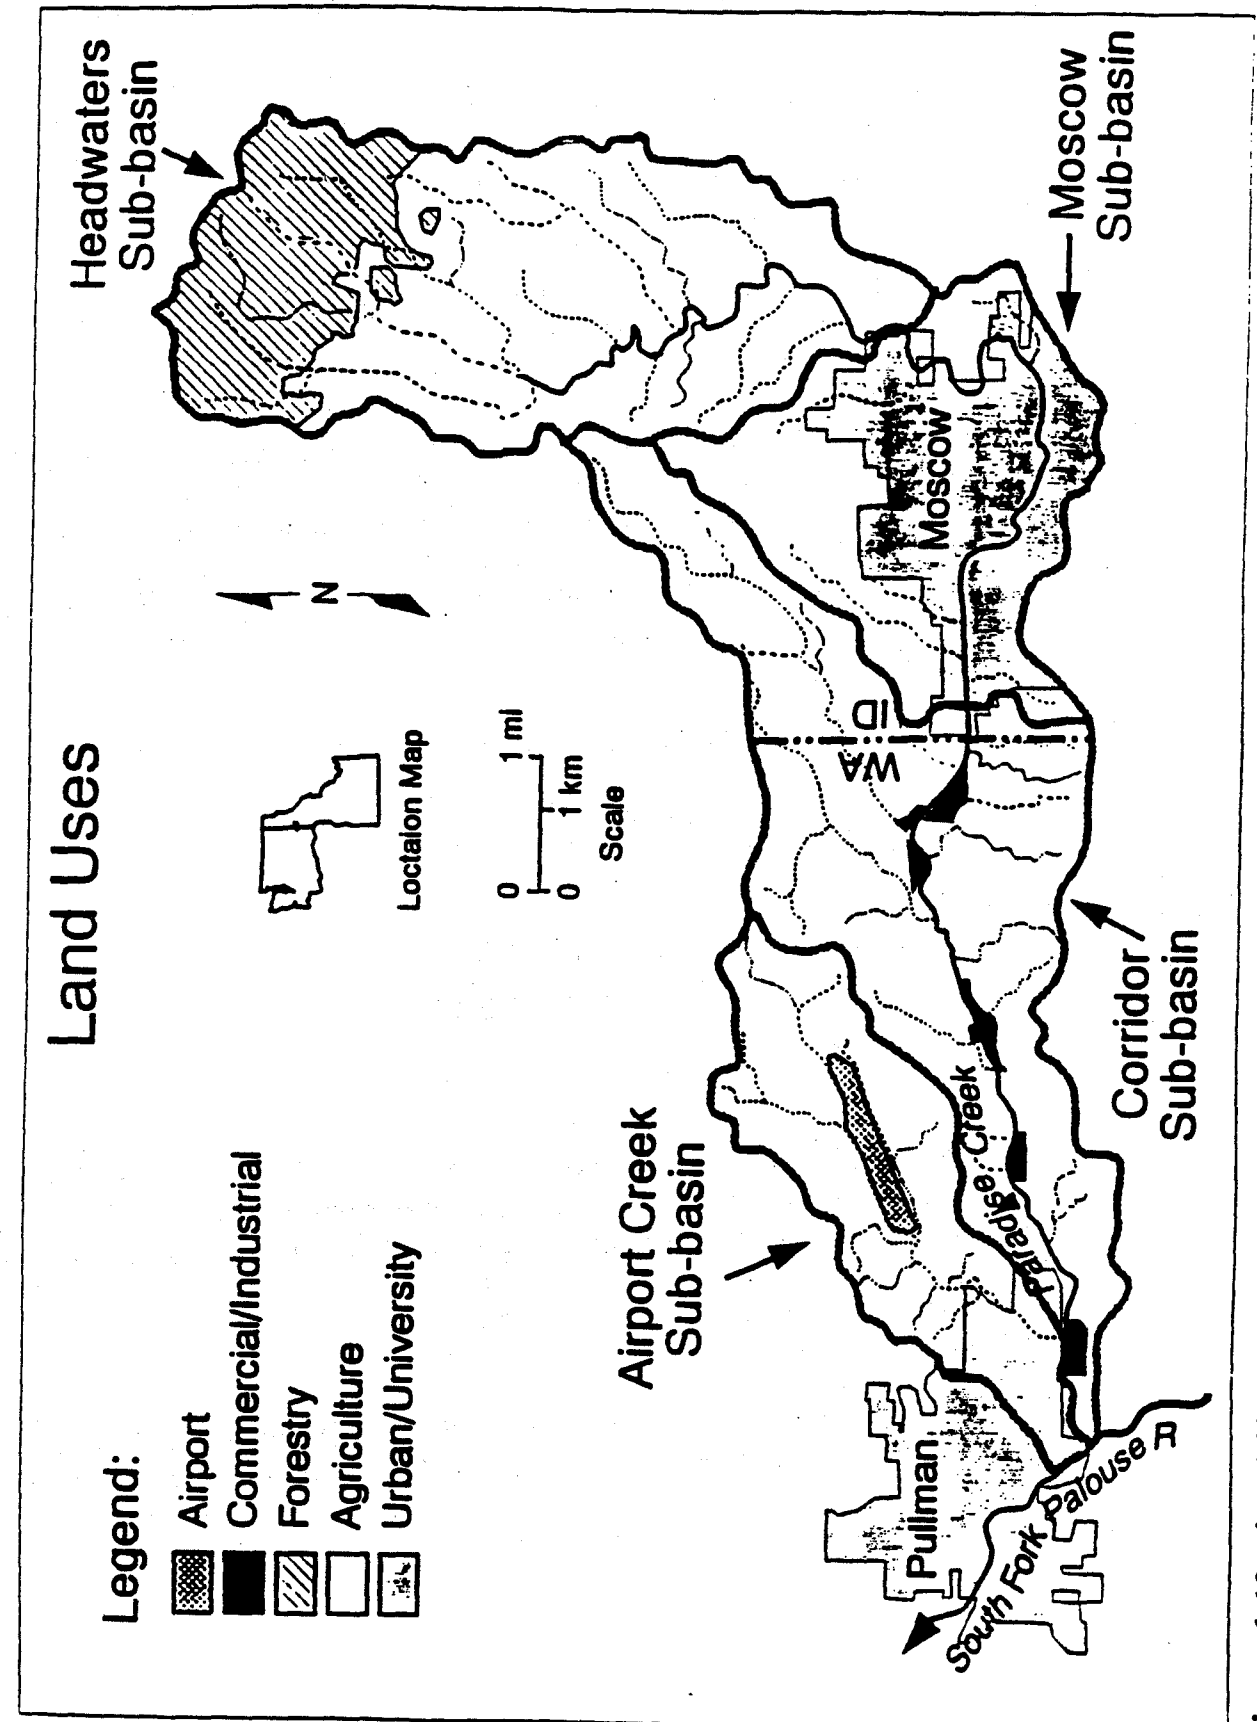 Land Uses
Legend:
Airport
Commercial/Industrial
Forestry
Agriculture
Urban/University
Loctaion Map
0 1 ml
0 1 km
Scale
N
Headwaters
Sub-basin
Airport Creek
Sub-basin
WA
ID
Pullman
Moscow
Paradise Creek
South Fork Palouse R
Corridor
Sub-basin
Moscow
Sub-basin